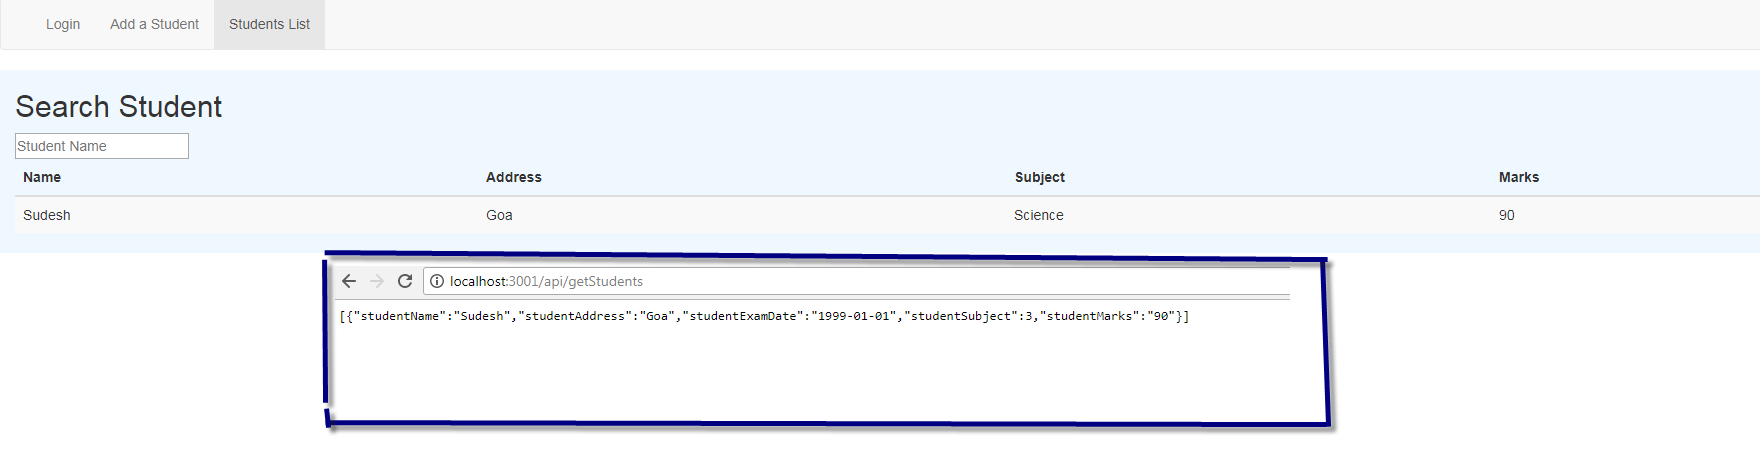 Login Add a Student Students List
Search Student
Student Name
Name Address Subject Marks
Sudesh Goa Science 90
localhost:3001/api/getStudents
[{"studentName":"Sudesh","studentAddress":"Goa","studentExamDate":"1999-01-01","studentSubject":3,"studentMarks":"90"}]